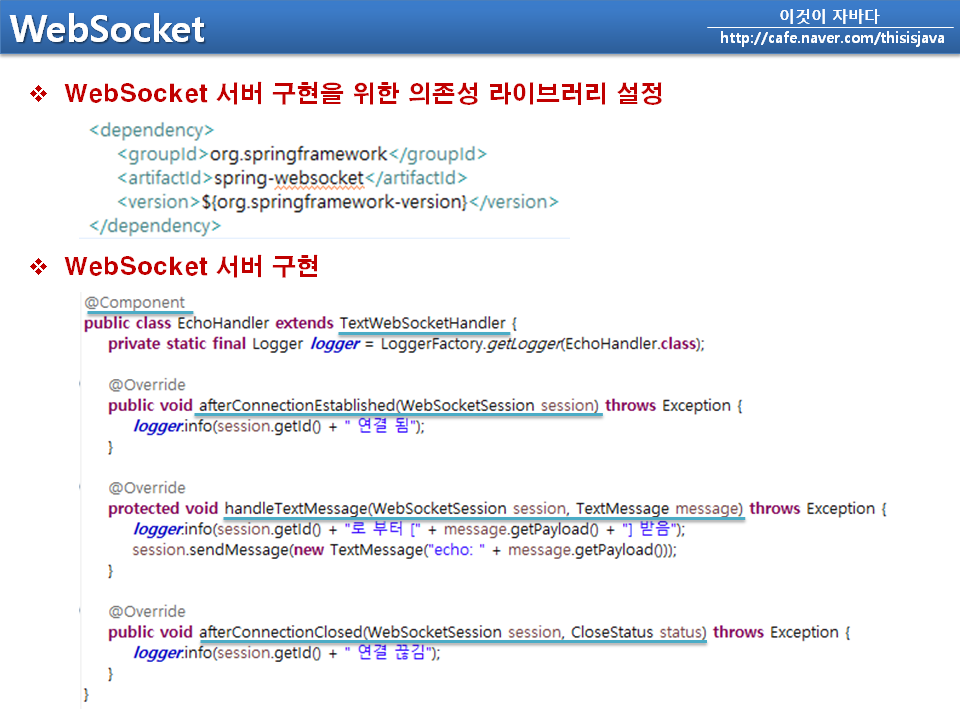 WebSocket
이것이 자바다
http://cafe.naver.com/thisisjava
❖ WebSocket 서버 구현을 위한 의존성 라이브러리 설정
<dependency>
<groupId>org.springframework</groupId>
<artifactId>spring-websocket</artifactId>
<version>${org.springframework-version}</version>
</dependency>
❖ WebSocket 서버 구현
@Component
public class EchoHandler extends TextWebSocketHandler {
private static final Logger logger = LoggerFactory.getLogger(EchoHandler.class);
@Override
public void afterConnectionEstablished(WebSocketSession session) throws Exception {
logger.info(session.getId() + " 연결 됨");
}
@Override
protected void handleTextMessage(WebSocketSession session, TextMessage message) throws Exception {
logger.info(session.getId() + "로 부터 [" + message.getPayload() + "] 받음");
session.sendMessage(new TextMessage("echo: " + message.getPayload()));
}
@Override
public void afterConnectionClosed(WebSocketSession session, CloseStatus status) throws Exception {
logger.info(session.getId() + " 연결 끊김");
}
}